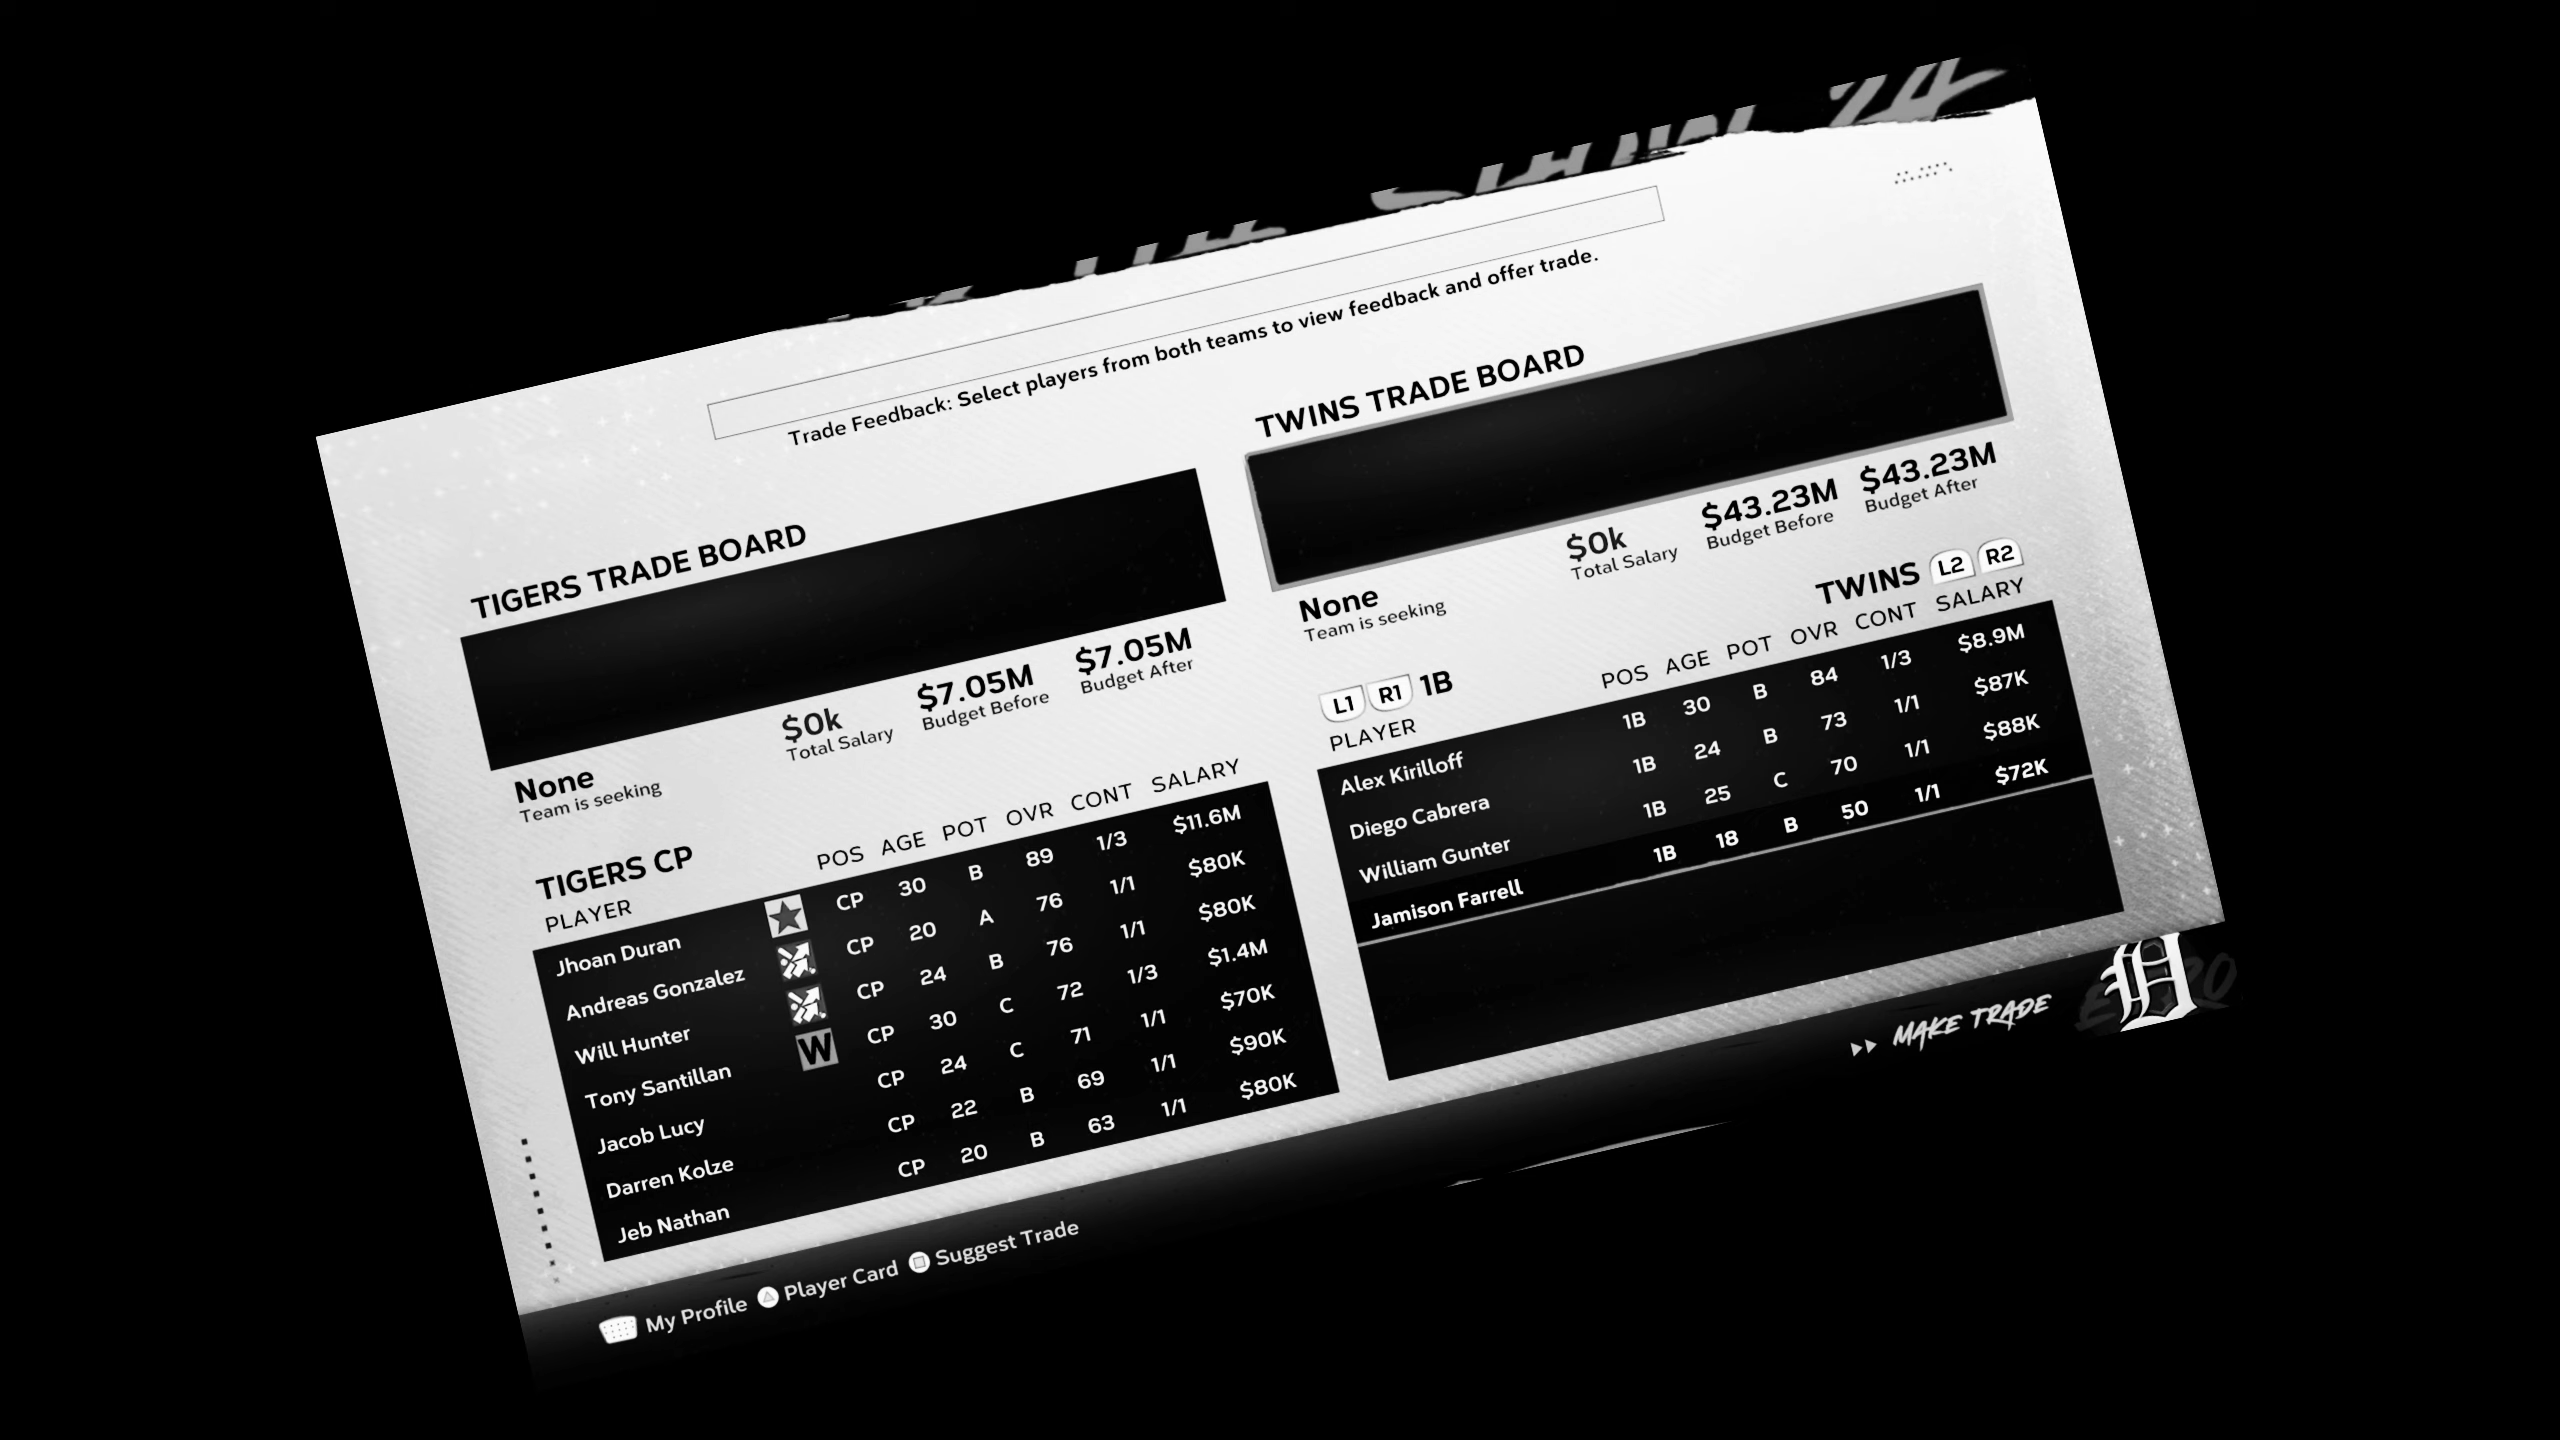 Trade Feedback: Select players from both teams to view feedback and offer trade.
TIGERS TRADE BOARD
None
Team is seeking
$0k
Total Salary
$7.05M
Budget Before
$7.05M
Budget After
TIGERS CP
PLAYER POS AGE POT OVR CONT SALARY
Jhoan Duran CP 30 B 89 1/3 $11.6M
Andreas Gonzalez CP 20 A 76 1/1 $80K
Will Hunter CP 24 B 76 1/1 $80K
Tony Santillan W CP 30 C 72 1/3 $1.4M
Jacob Lucy CP 24 C 71 1/1 $70K
Darren Kolze CP 22 B 69 1/1 $90K
Jeb Nathan CP 20 B 63 1/1 $80K
TWINS TRADE BOARD
None
Team is seeking
$0k
Total Salary
$43.23M
Budget Before
$43.23M
Budget After
L1 R1 1B
TWINS L2 R2
PLAYER POS AGE POT OVR CONT SALARY
Alex Kirilloff 1B 30 B 84 1/3 $8.9M
Diego Cabrera 1B 24 B 73 1/1 $87K
William Gunter 1B 25 C 70 1/1 $88K
Jamison Farrell 1B 18 B 50 1/1 $72K
My Profile Player Card Suggest Trade
MAKE TRADE